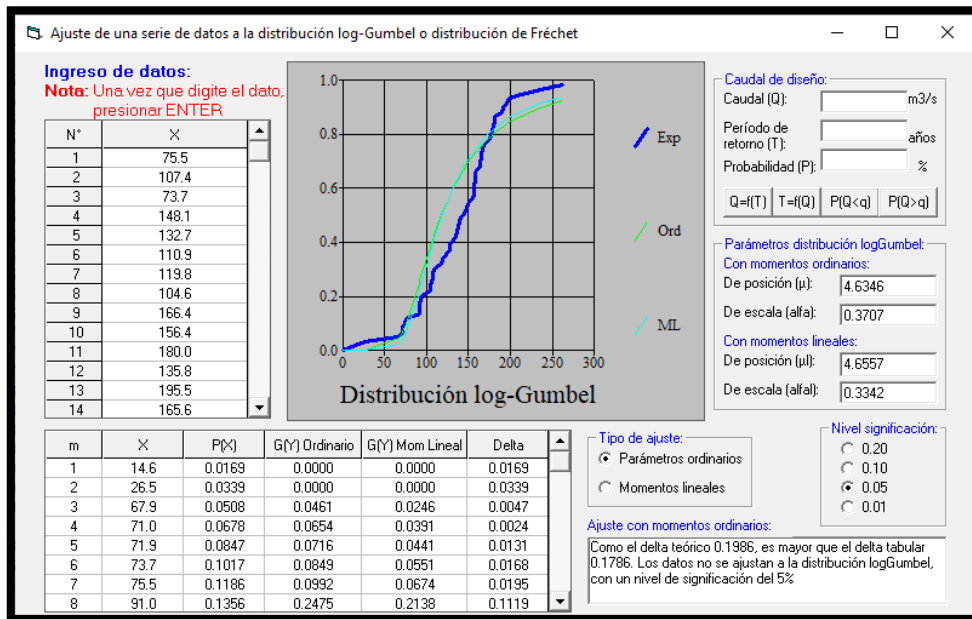 Ajuste de una serie de datos a la distribución log-Gumbel o distribución de Fréchet
Ingreso de datos:
Nota: Una vez que digite el dato,
presionar ENTER
N° X
1 75.5
2 107.4
3 73.7
4 148.1
5 132.7
6 110.9
7 119.8
8 104.6
9 166.4
10 156.4
11 180.0
12 135.8
13 195.5
14 165.6
1.0
0.8
0.6
0.4
0.2
0.0
0 50 100 150 200 250 300
Exp
Ord
ML
Distribución log-Gumbel
Caudal de diseño:
Caudal (Q): m3/s
Período de
retorno (T): años
Probabilidad (P): %
Q=f(T) T=f(Q) P(Q<q) P(Q>q)
Parámetros distribución logGumbel:
Con momentos ordinarios:
De posición (μ): 4.6346
De escala (alfa): 0.3707
Con momentos lineales:
De posición (μl): 4.6557
De escala (alfal): 0.3342
m X P(X) G(Y) Ordinario G(Y) Mom Lineal Delta
1 14.6 0.0169 0.0000 0.0000 0.0169
2 26.5 0.0339 0.0000 0.0000 0.0339
3 67.9 0.0508 0.0461 0.0246 0.0047
4 71.0 0.0678 0.0654 0.0391 0.0024
5 71.9 0.0847 0.0716 0.0441 0.0131
6 73.7 0.1017 0.0849 0.0551 0.0168
7 75.5 0.1186 0.0992 0.0674 0.0195
8 91.0 0.1356 0.2475 0.2138 0.1119
Tipo de ajuste:
Parámetros ordinarios
Momentos lineales
Nivel significación:
0.20
0.10
0.05
0.01
Ajuste con momentos ordinarios:
Como el delta teórico 0.1986, es mayor que el delta tabular
0.1786. Los datos no se ajustan a la distribución logGumbel,
con un nivel de significación del 5%